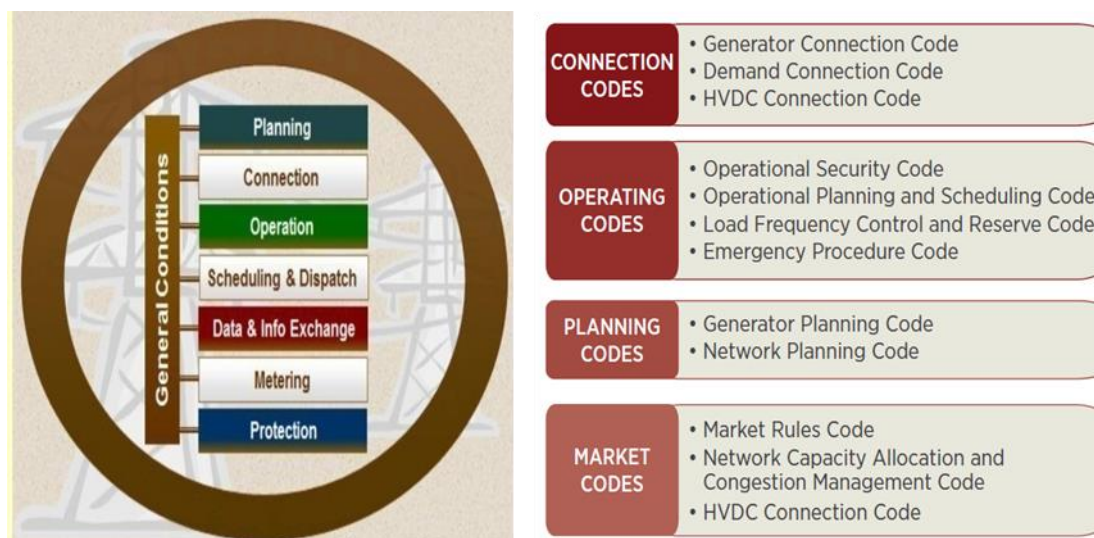 General Conditions
Planning
Connection
Operation
Scheduling & Dispatch
Data & Info Exchange
Metering
Protection
CONNECTION
CODES
• Generator Connection Code
• Demand Connection Code
• HVDC Connection Code
OPERATING
CODES
• Operational Security Code
• Operational Planning and Scheduling Code
• Load Frequency Control and Reserve Code
• Emergency Procedure Code
PLANNING
CODES
• Generator Planning Code
• Network Planning Code
MARKET
CODES
• Market Rules Code
• Network Capacity Allocation and
Congestion Management Code
• HVDC Connection Code